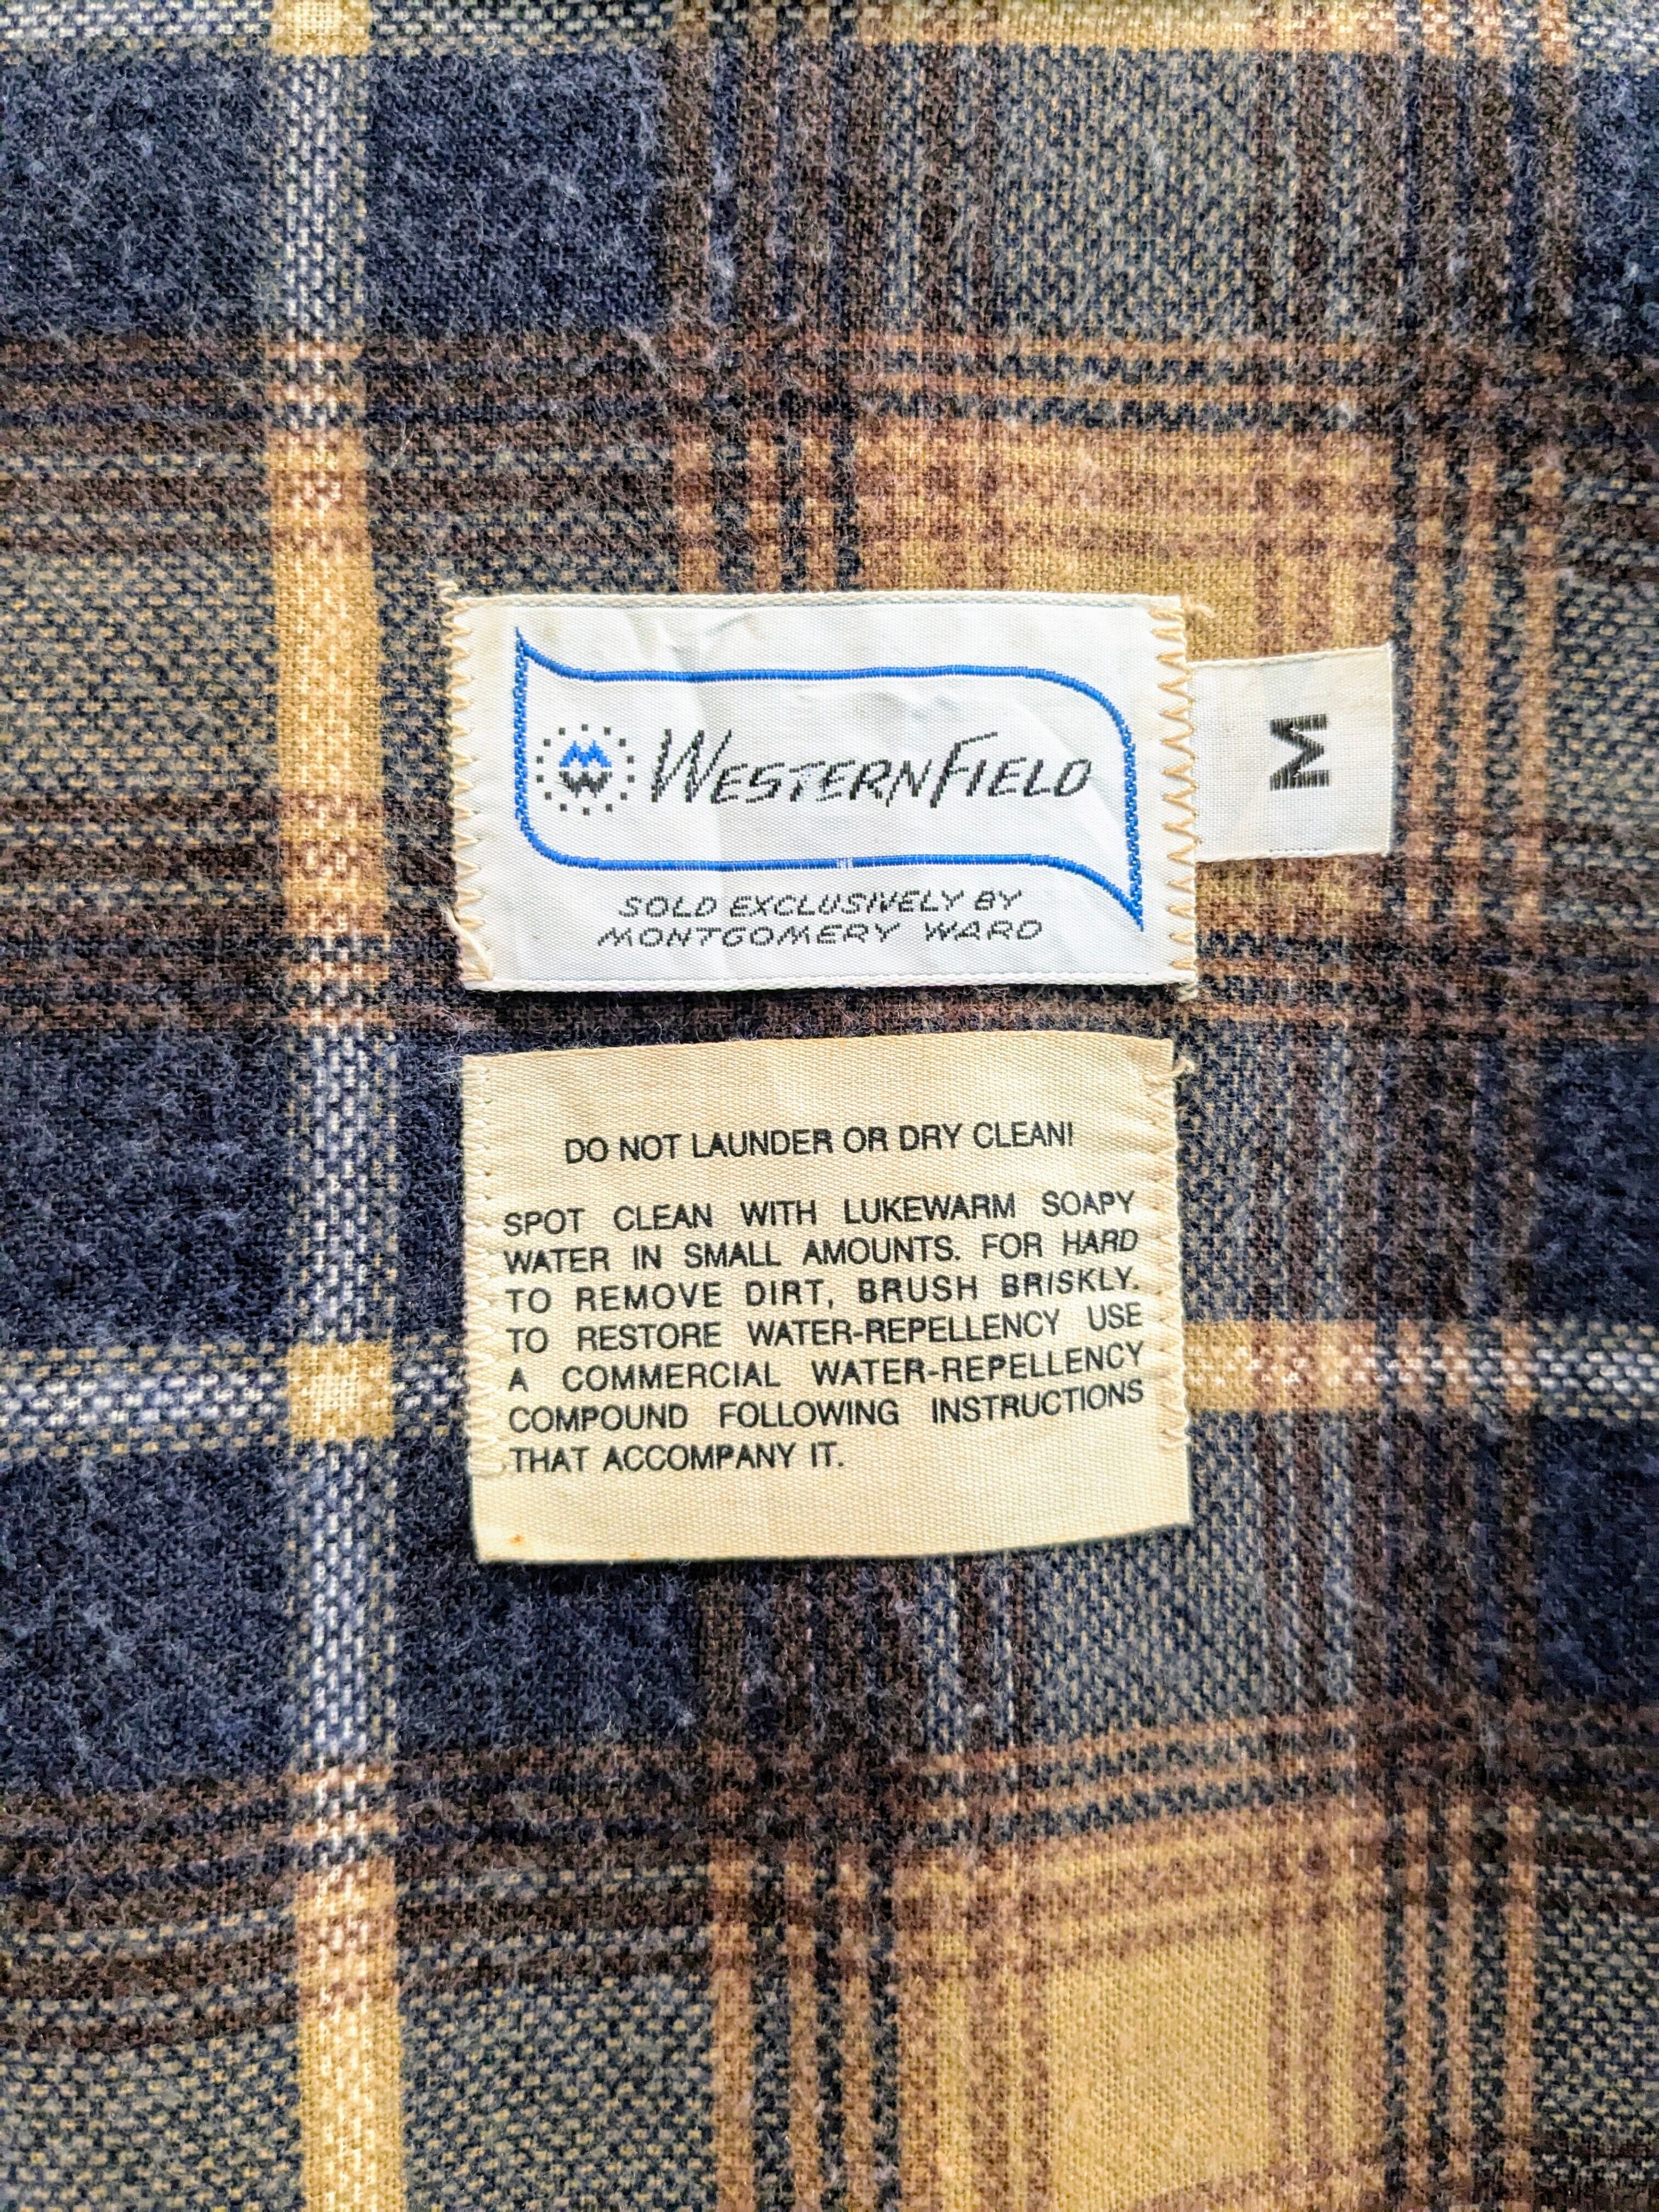 M
W
WESTERNFIELD
SOLD EXCLUSIVELY BY
MONTGOMERY WARD
M
DO NOT LAUNDER OR DRY CLEAN!
SPOT CLEAN WITH LUKEWARM SOAPY
WATER IN SMALL AMOUNTS. FOR HARD
TO REMOVE DIRT, BRUSH BRISKLY.
TO RESTORE WATER-REPELLENCY USE
A COMMERCIAL WATER-REPELLENCY
COMPOUND FOLLOWING INSTRUCTIONS
THAT ACCOMPANY IT.